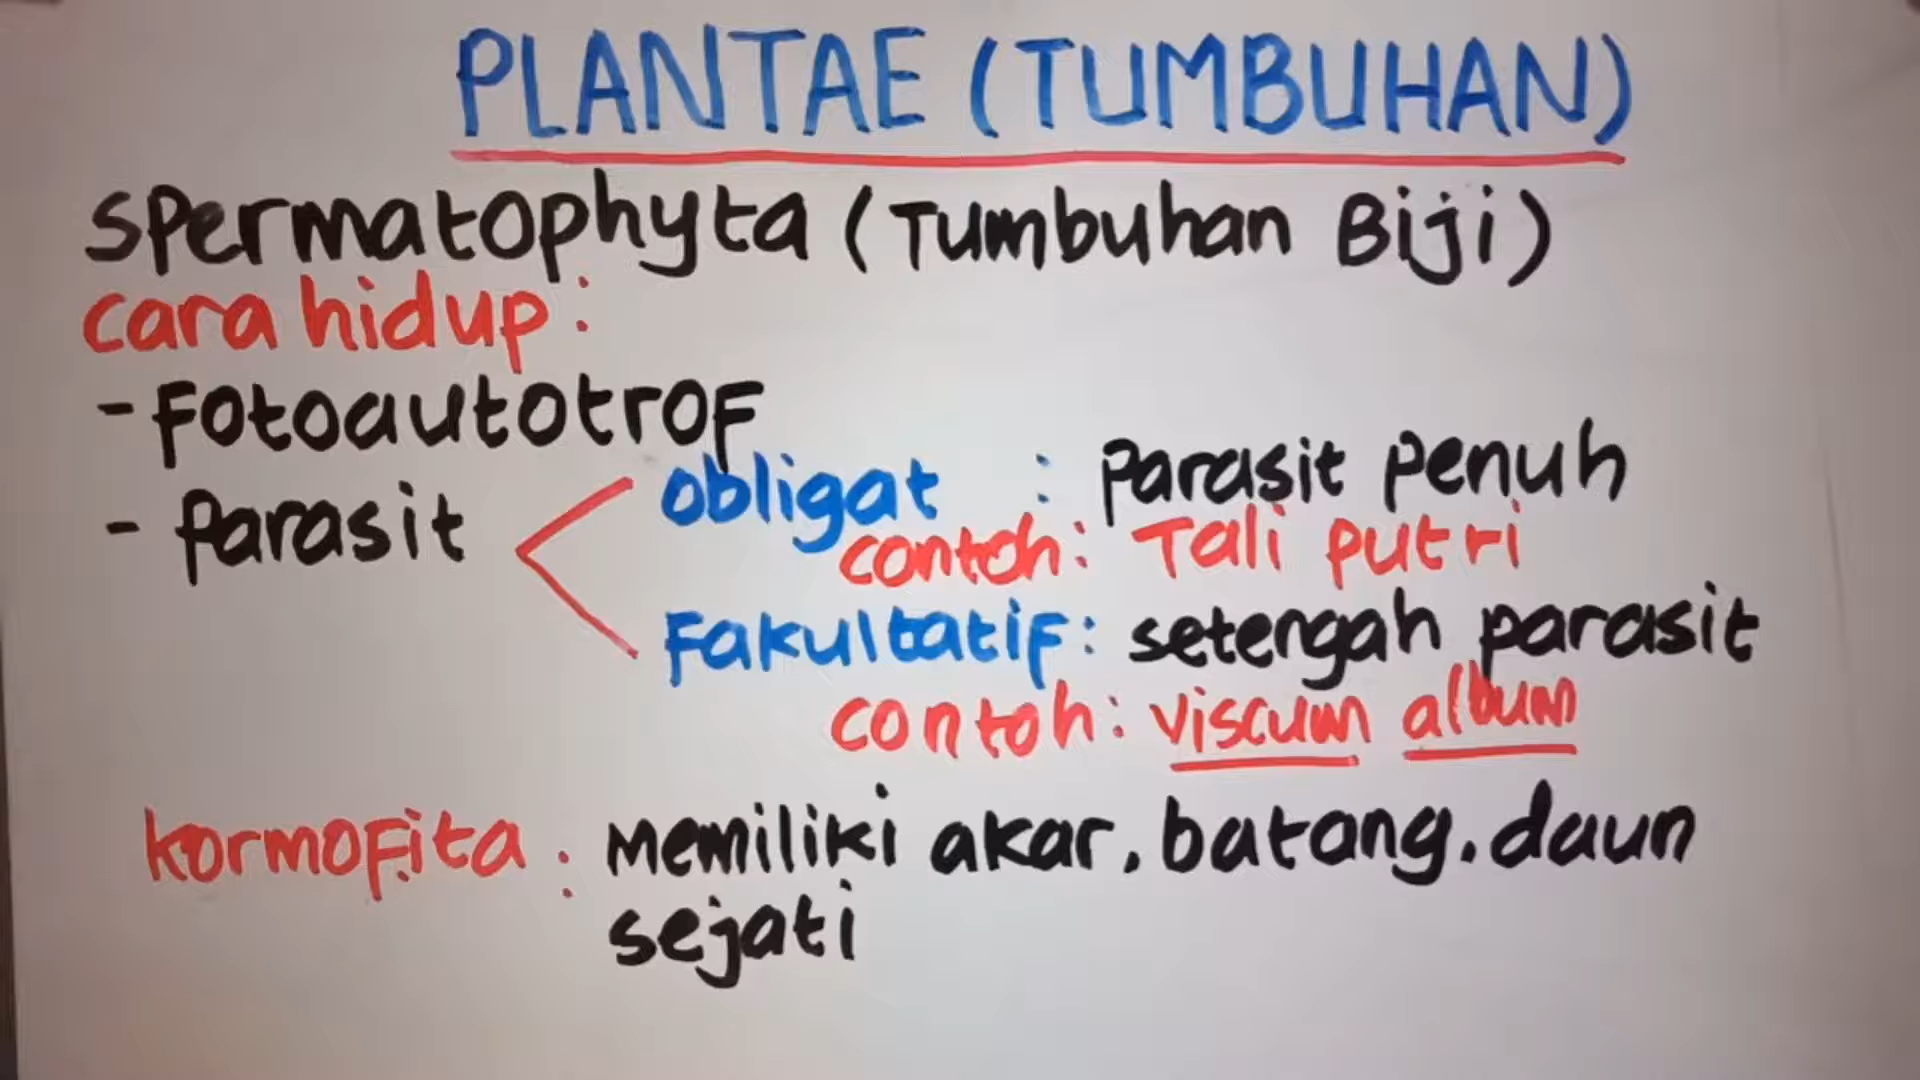 PLANTAE (TUMBUHAN)
Spermatophyta (Tumbuhan Biji)
Cara hidup :
- Fotoautotrof
- Parasit
Obligat : Parasit penuh
contoh : Tali putri
Fakultatif : setengah parasit
contoh : Viscum album
Kormofita : Memiliki akar, batang, daun
sejati